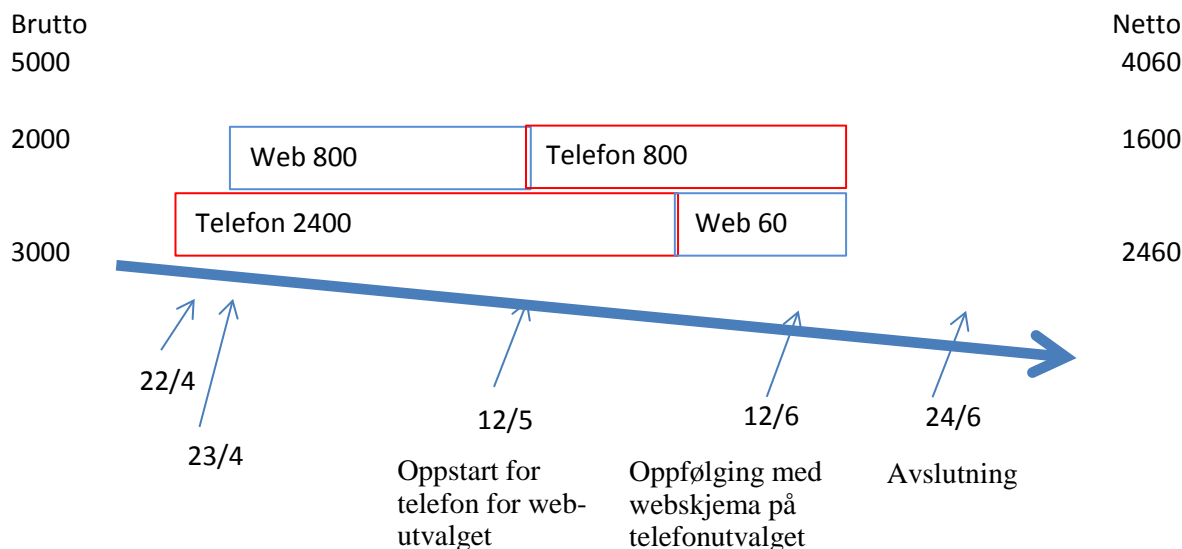 Brutto Netto
5000 4060
2000 1600
Web 800 Telefon 800
Telefon 2400 Web 60
3000 2460
22/4
23/4
12/5
12/6
24/6
Oppstart for
telefon for web-
utvalget
Oppfølging med
webskjema på
telefonutvalget
Avslutning